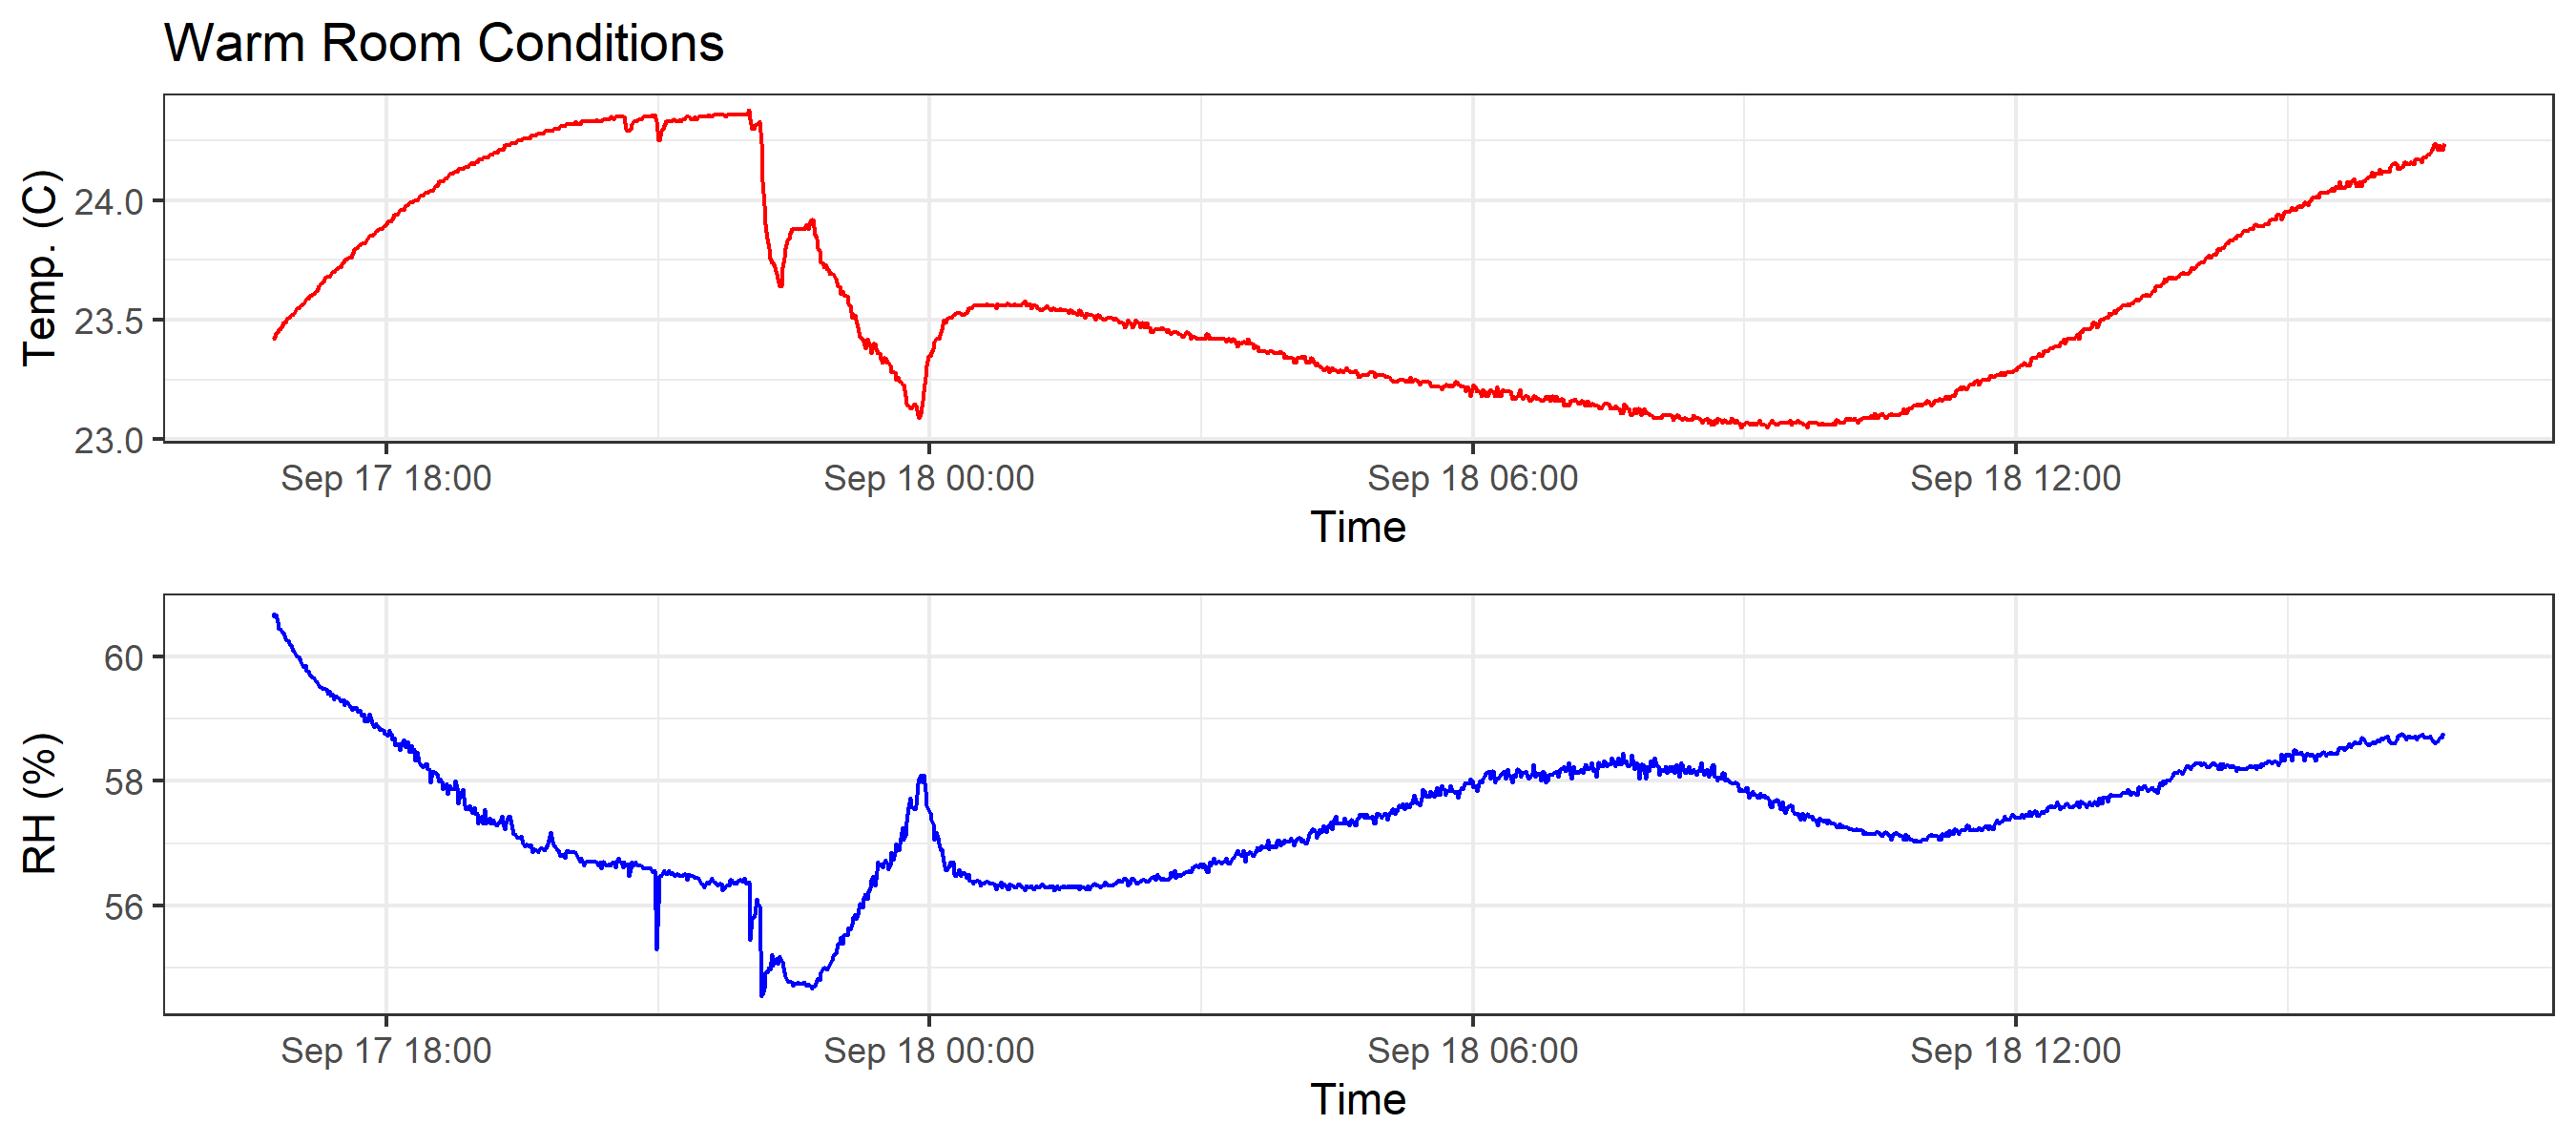 Warm Room Conditions
Temp. (C)
24.0
23.5
23.0
Sep 17 18:00 Sep 18 00:00 Sep 18 06:00 Sep 18 12:00
Time
RH (%)
60
58
56
Sep 17 18:00 Sep 18 00:00 Sep 18 06:00 Sep 18 12:00
Time